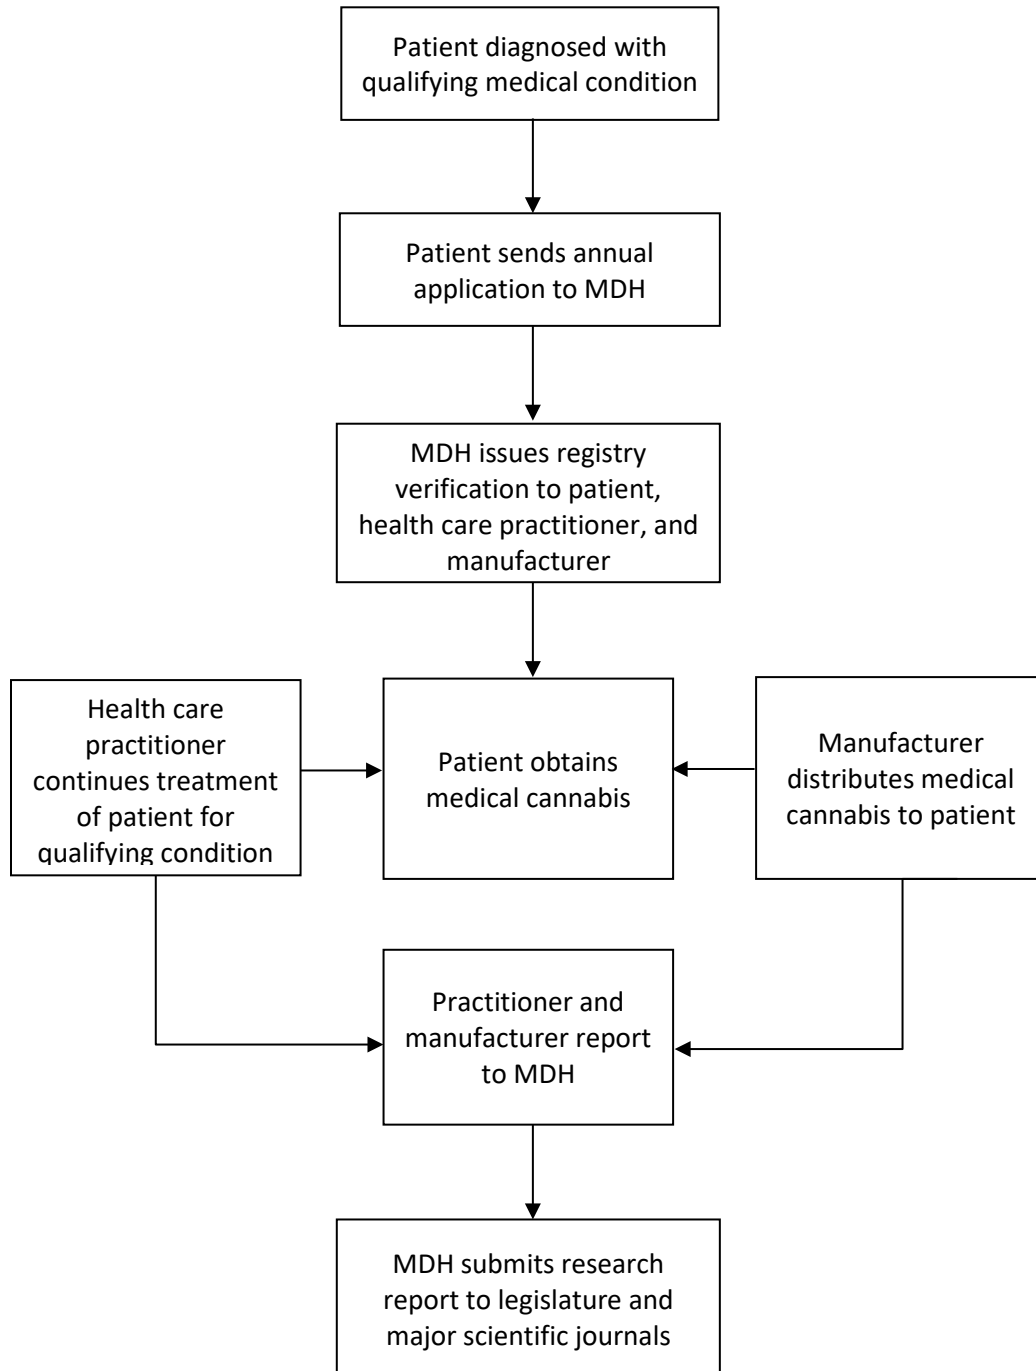 Patient diagnosed with
qualifying medical condition
Patient sends annual
application to MDH
MDH issues registry
verification to patient,
health care practitioner, and
manufacturer
Health care
practitioner
continues treatment
of patient for
qualifying condition
Patient obtains
medical cannabis
Manufacturer
distributes medical
cannabis to patient
Practitioner and
manufacturer report
to MDH
MDH submits research
report to legislature and
major scientific journals